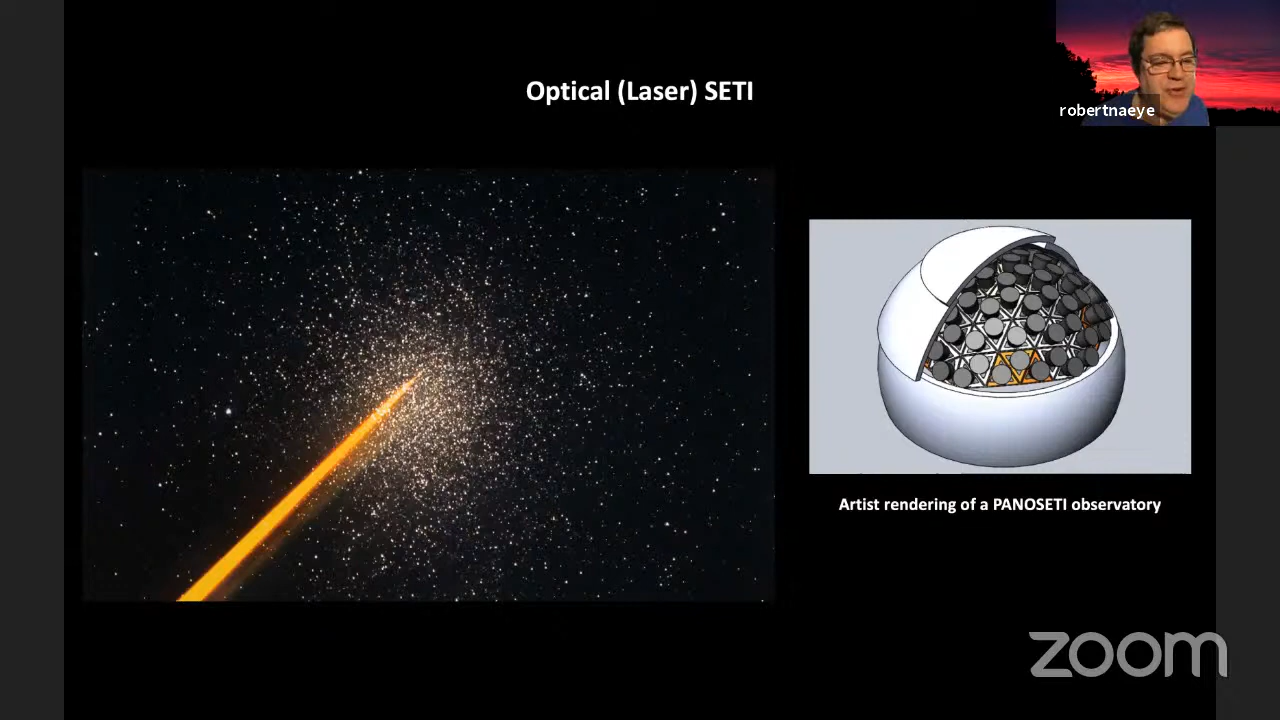 Optical (Laser) SETI
robertnaeye
Artist rendering of a PANOSETI observatory
zoom